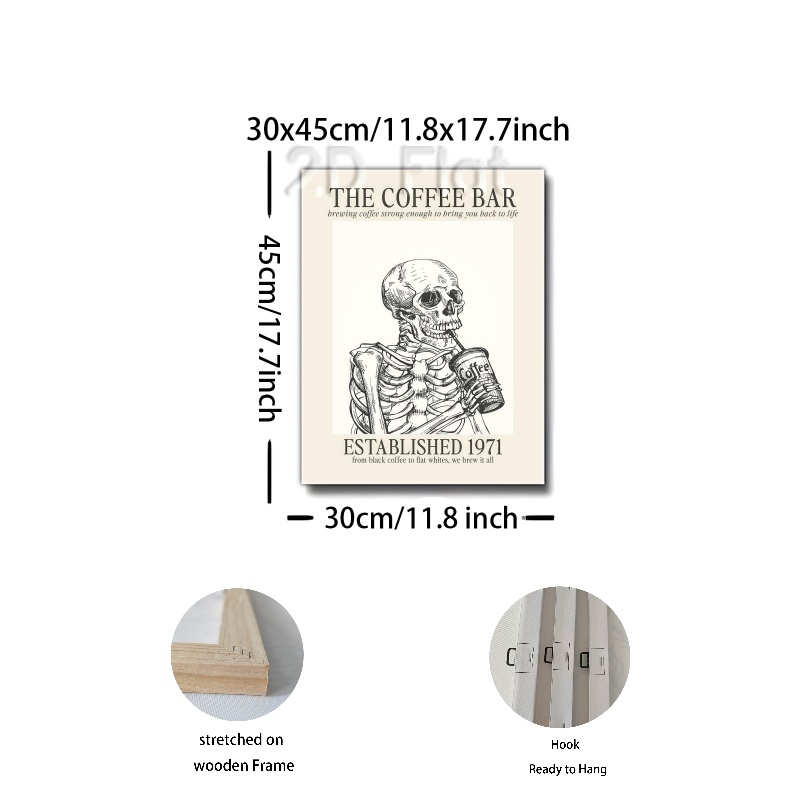 30x45cm/11.8x17.7inch
2D Flat
THE COFFEE BAR
brewing coffee strong enough to bring you back to life
45cm/17.7inch
Coffee
ESTABLISHED 1971
from black coffee to flat whites, we brew it all
30cm/11.8 inch
stretched on
wooden Frame
Hook
Ready to Hang